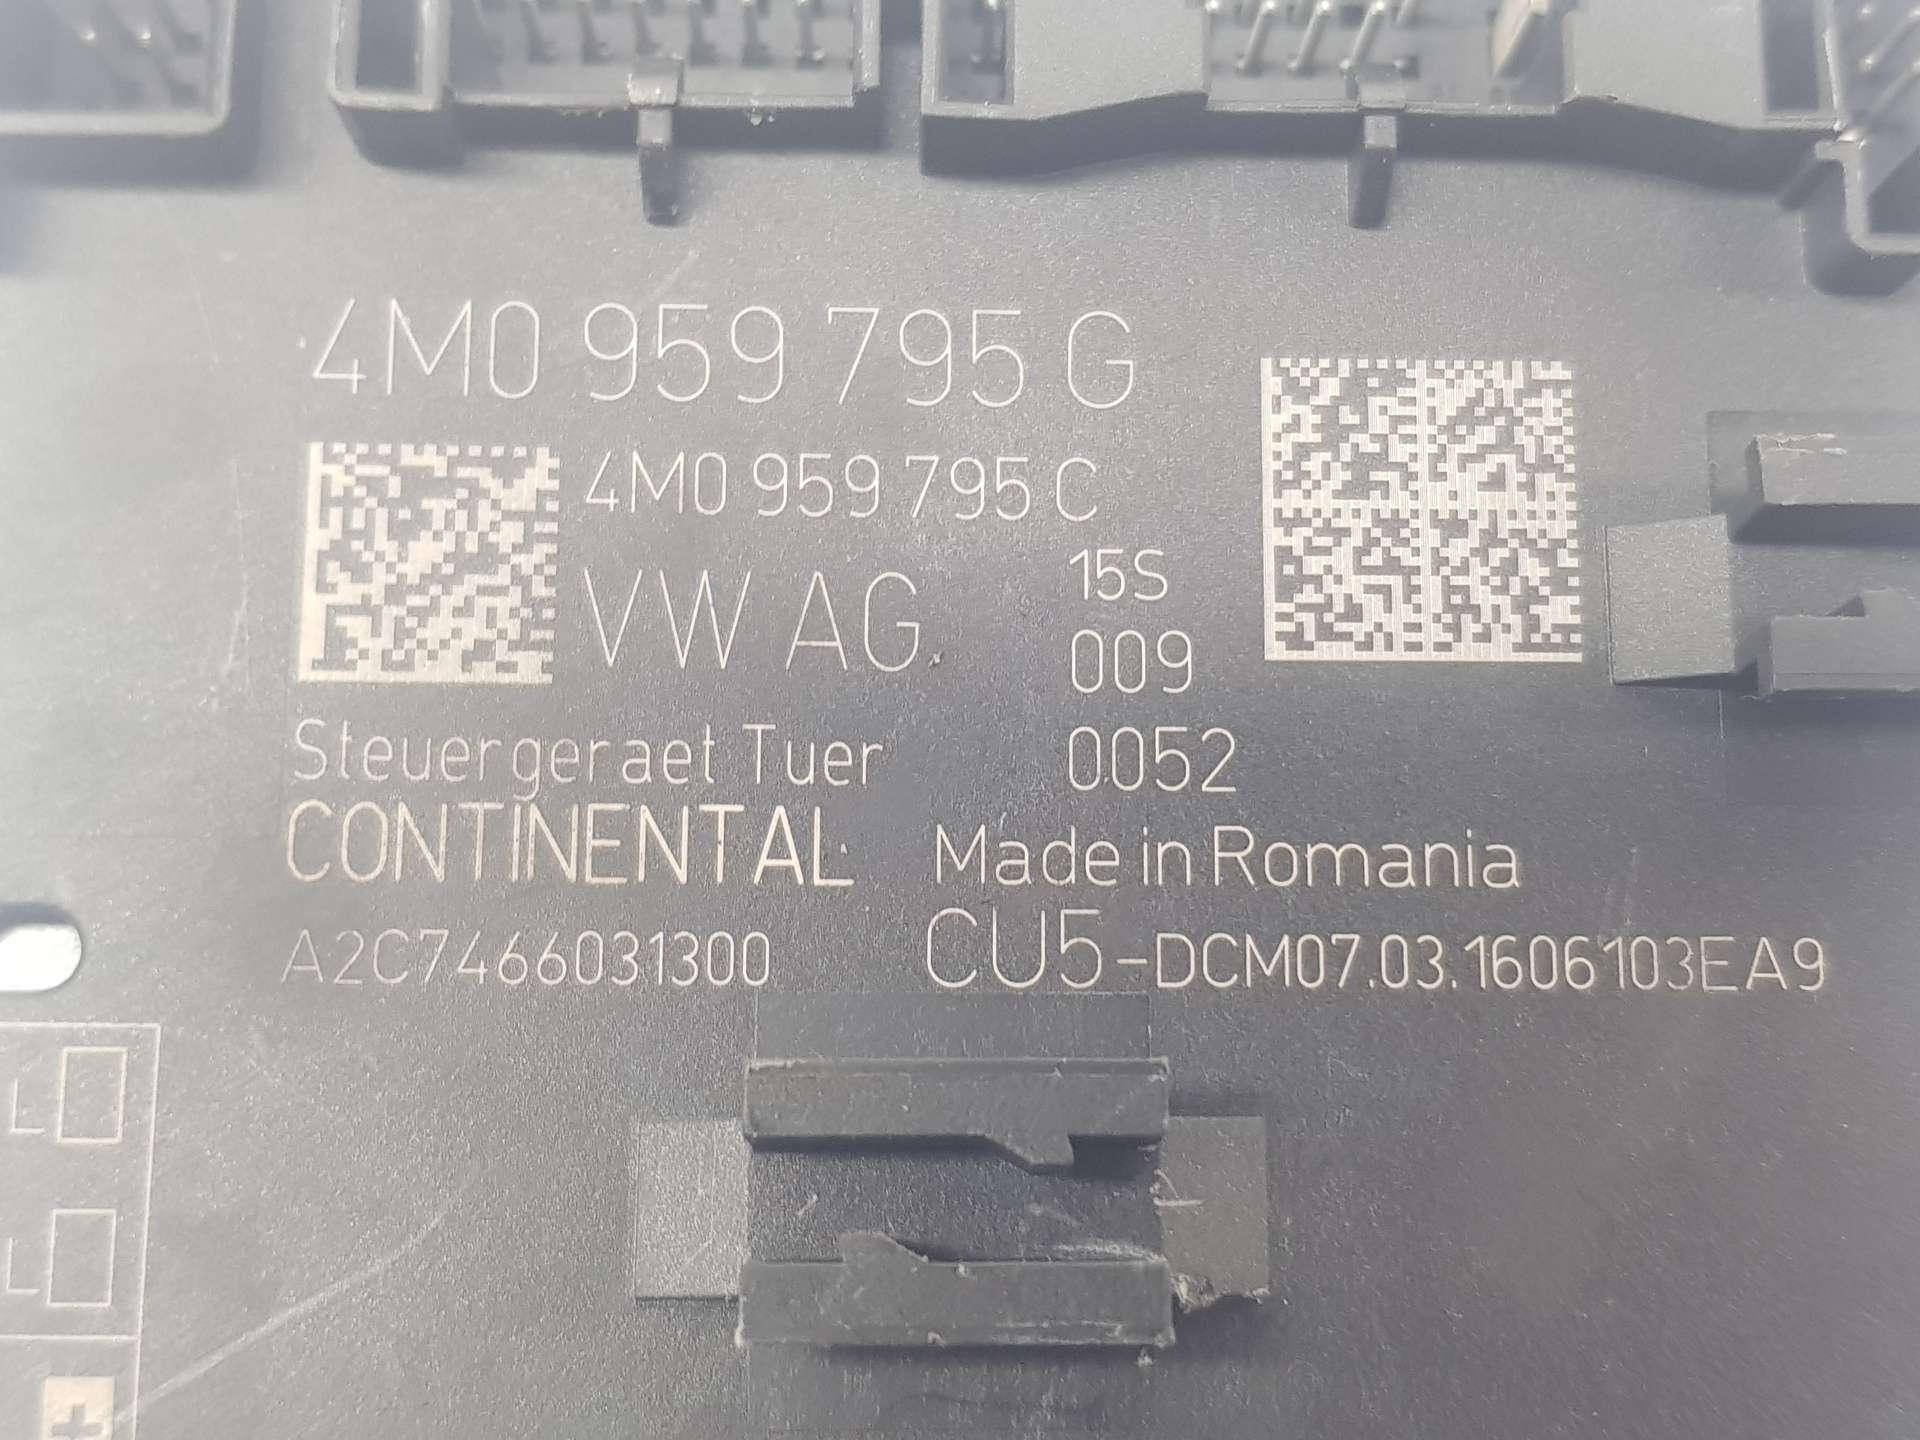 4M0 959 795 G
4M0 959 795 C
VW AG
15S
009
0052
Steuergeraet Tuer
CONTINENTAL
Made in Romania
A2C7466031300
CU5-DCM07.03.1606103EA9